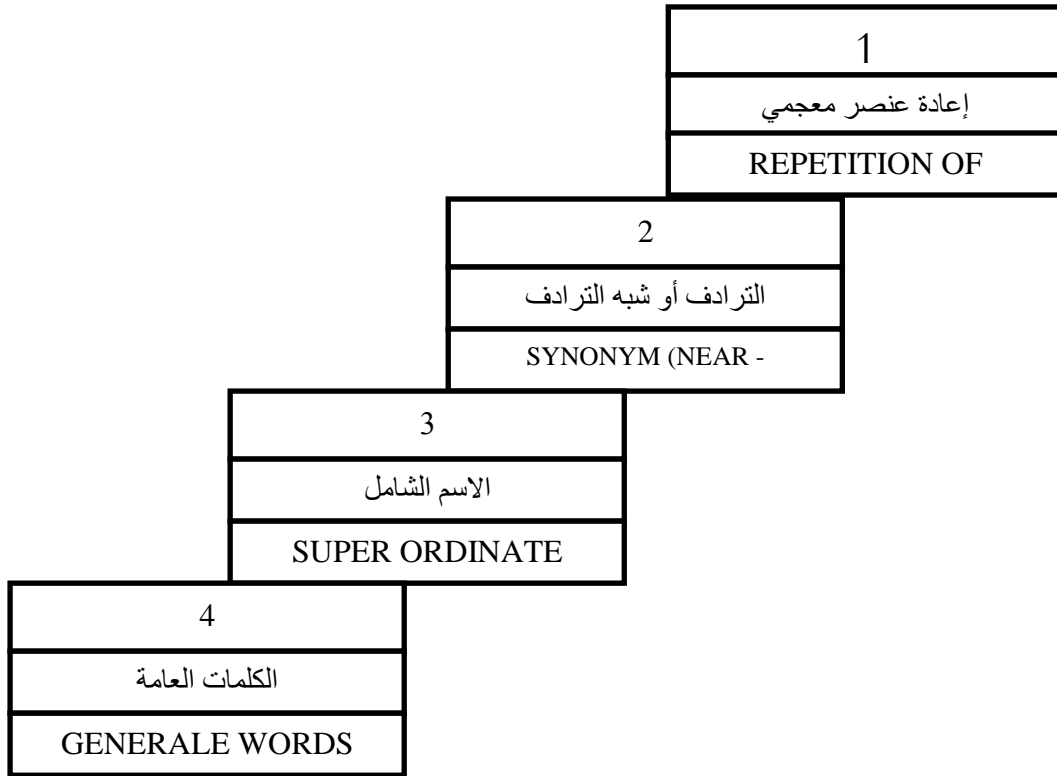 1
إعادة عنصر معجمي
REPETITION OF
2
الترادف أو شبه الترادف
SYNONYM (NEAR -
3
الاسم الشامل
SUPER ORDINATE
4
الكلمات العامة
GENERALE WORDS